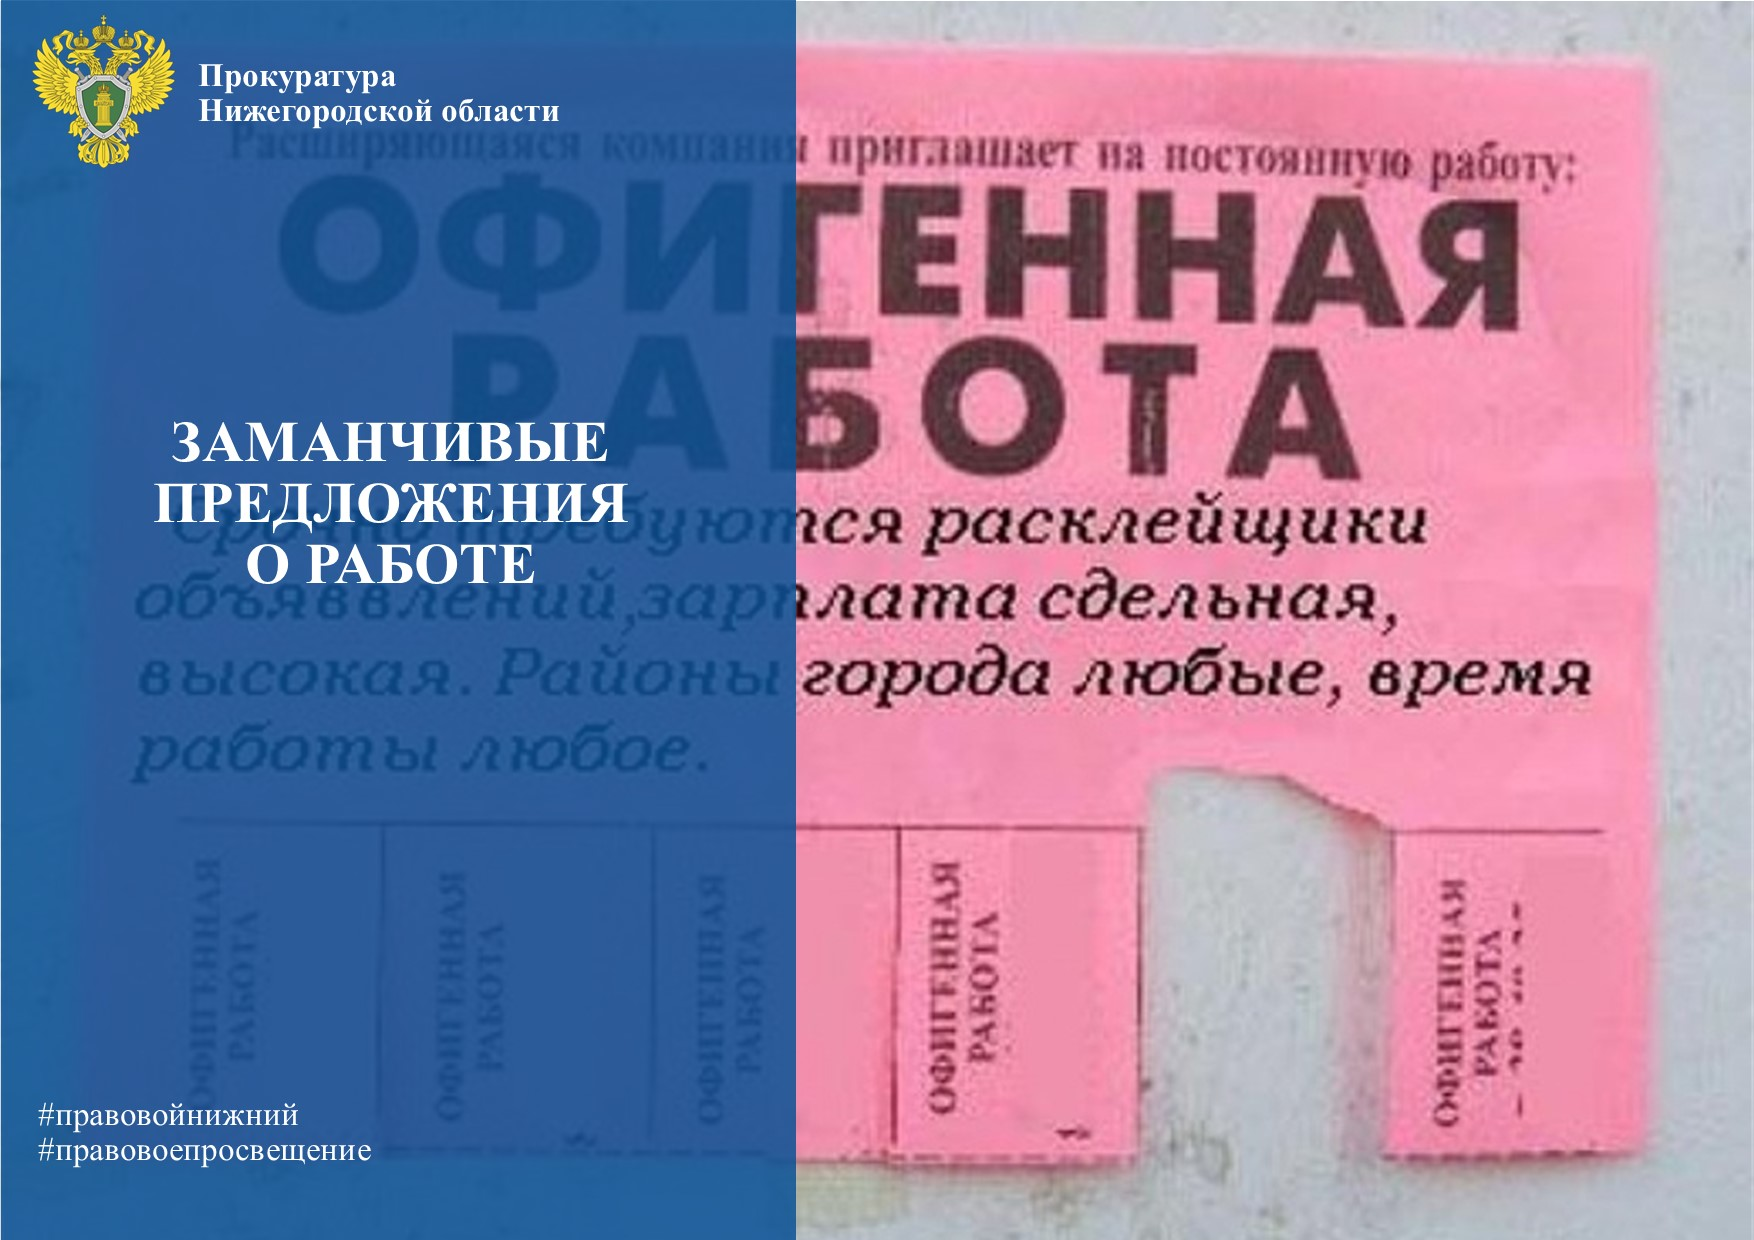 Прокуратура
Нижегородской области
Расширяющаяся компания приглашает на постоянную работу:
ОФИГЕННАЯ
РАБОТА
ЗАМАНЧИВЫЕ
ПРЕДЛОЖЕНИЯ
О РАБОТЕ
Срочно требуются расклейщики
объяввлений,зарплата сдельная,
высокая. Районы города любые, время
работы любое.
ОФИГЕННАЯ
РАБОТА
ОФИГЕННАЯ
РАБОТА
ОФИГЕННАЯ
РАБОТА
ОФИГЕННАЯ
РАБОТА
ОФИГЕННАЯ
РАБОТА
#правовойнижний
#правовоепросвещение